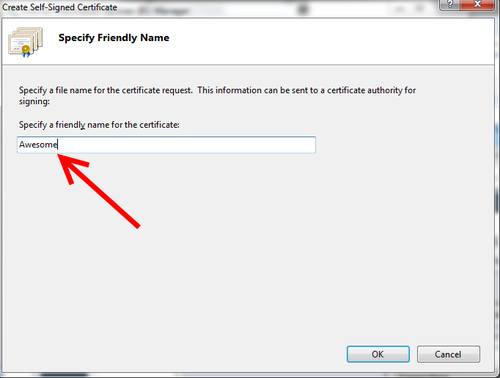 Create Self-Signed Certificate
Specify Friendly Name
Specify a file name for the certificate request.  This information can be sent to a certificate authority for
signing:
Specify a friendly name for the certificate:
Awesome
OK
Cancel